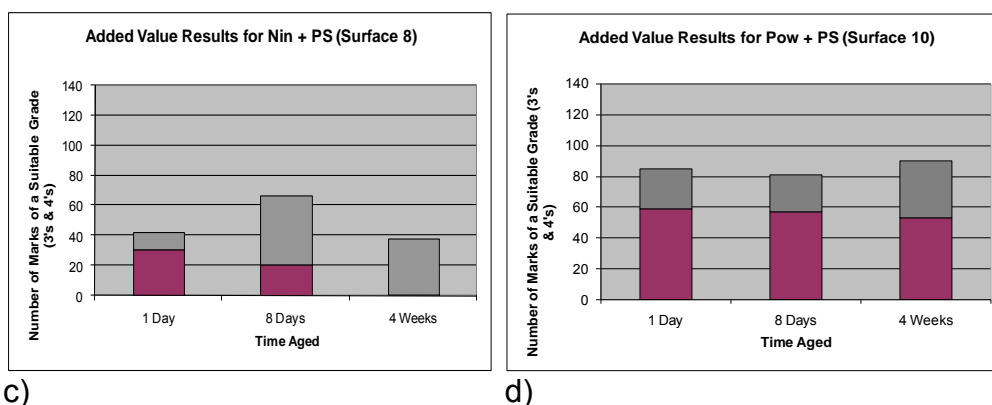 Added Value Results for Nin + PS (Surface 8)
Number of Marks of a Suitable Grade
(3's & 4's)
140
120
100
80
60
40
20
0
1 Day
8 Days
4 Weeks
Time Aged
c)
Added Value Results for Pow + PS (Surface 10)
Number of Marks of a Suitable Grade (3's
& 4's)
140
120
100
80
60
40
20
0
1 Day
8 Days
4 Weeks
Time Aged
d)